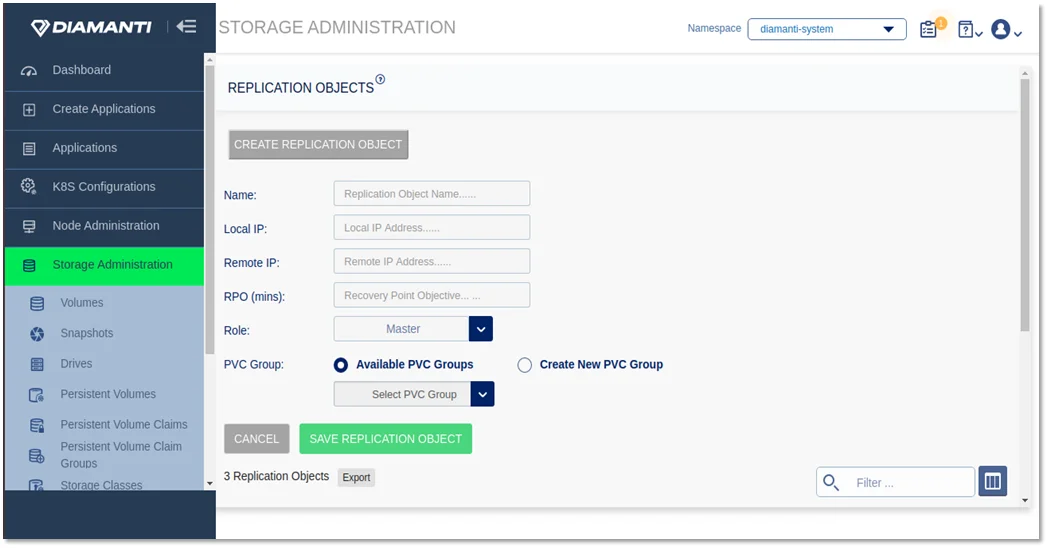 DIAMANTI
STORAGE ADMINISTRATION
Namespace
diamanti-system
1
Dashboard
Create Applications
Applications
K8S Configurations
Node Administration
Storage Administration
Volumes
Snapshots
Drives
Persistent Volumes
Persistent Volume Claims
Persistent Volume Claim
Groups
Storage Classes
REPLICATION OBJECTS
CREATE REPLICATION OBJECT
Name: Replication Object Name......
Local IP: Local IP Address......
Remote IP: Remote IP Address......
RPO (mins): Recovery Point Objective... ...
Role: Master
PVC Group: Available PVC Groups Create New PVC Group
Select PVC Group
CANCEL SAVE REPLICATION OBJECT
3 Replication Objects Export Filter ...